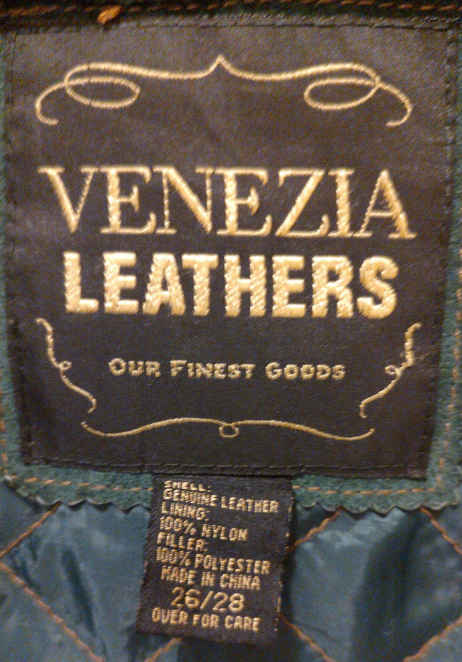 VENEZIA
LEATHERS
OUR FINEST GOODS
SHELL:
GENUINE LEATHER
LINING:
100% NYLON
FILLER:
100% POLYESTER
MADE IN CHINA
26/28
OVER FOR CARE